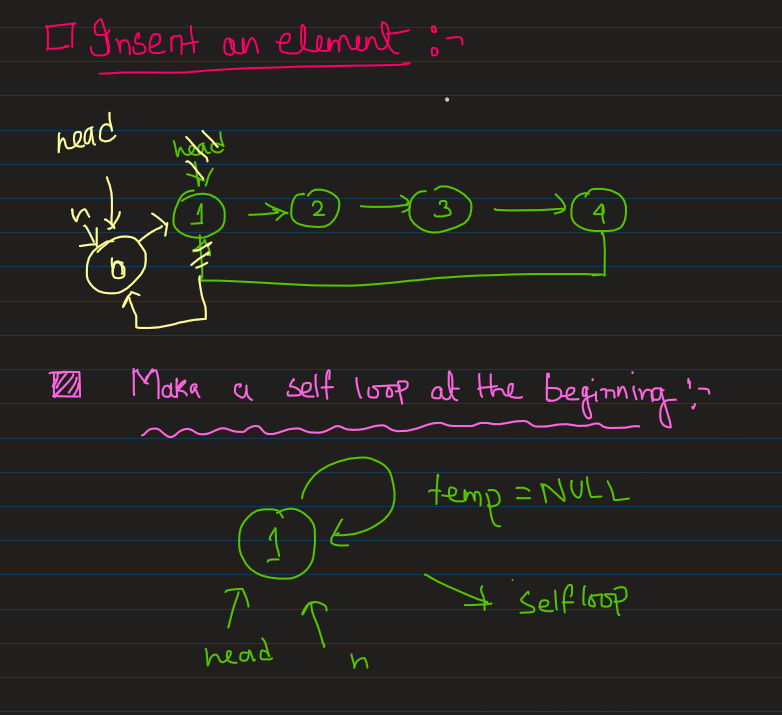 Insert an element :-
head
head
n
1 2 3 4
0
Maka a self loop at the beginning :-
temp = NULL
1
selfloop
head
n